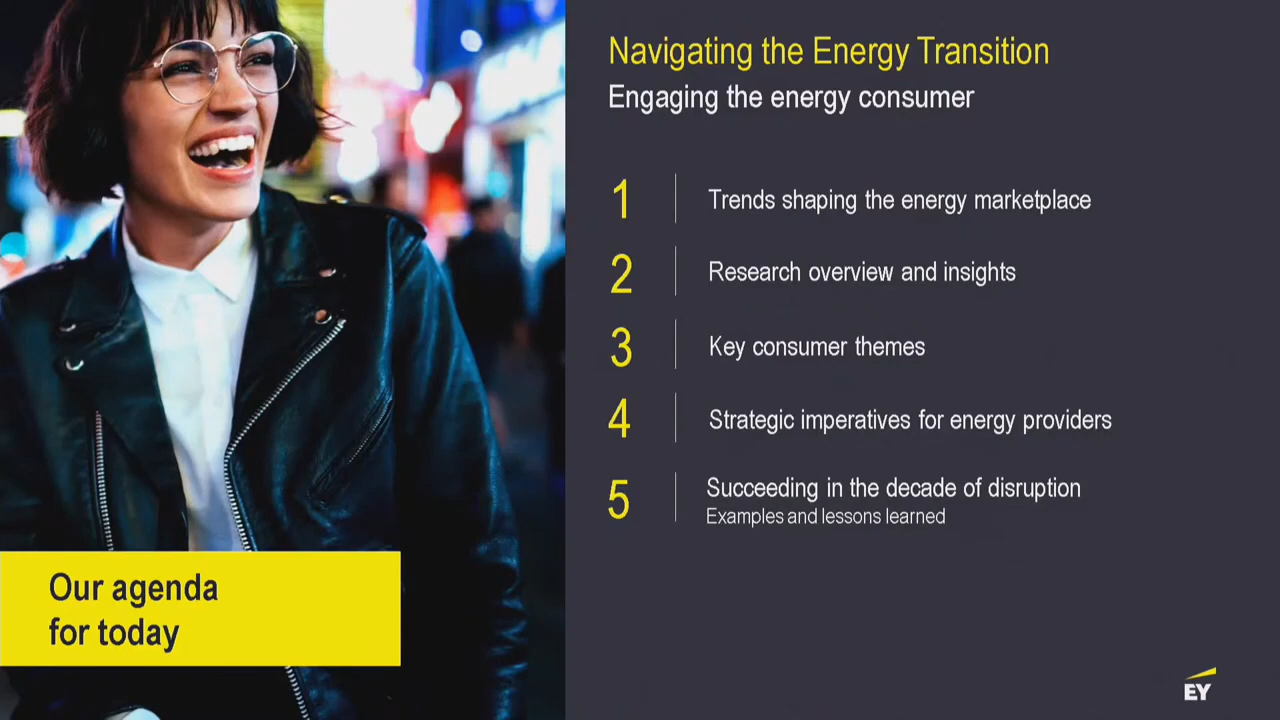 Navigating the Energy Transition
Engaging the energy consumer
1 Trends shaping the energy marketplace
2 Research overview and insights
3 Key consumer themes
4 Strategic imperatives for energy providers
5 Succeeding in the decade of disruption
Examples and lessons learned
Our agenda
for today
EY